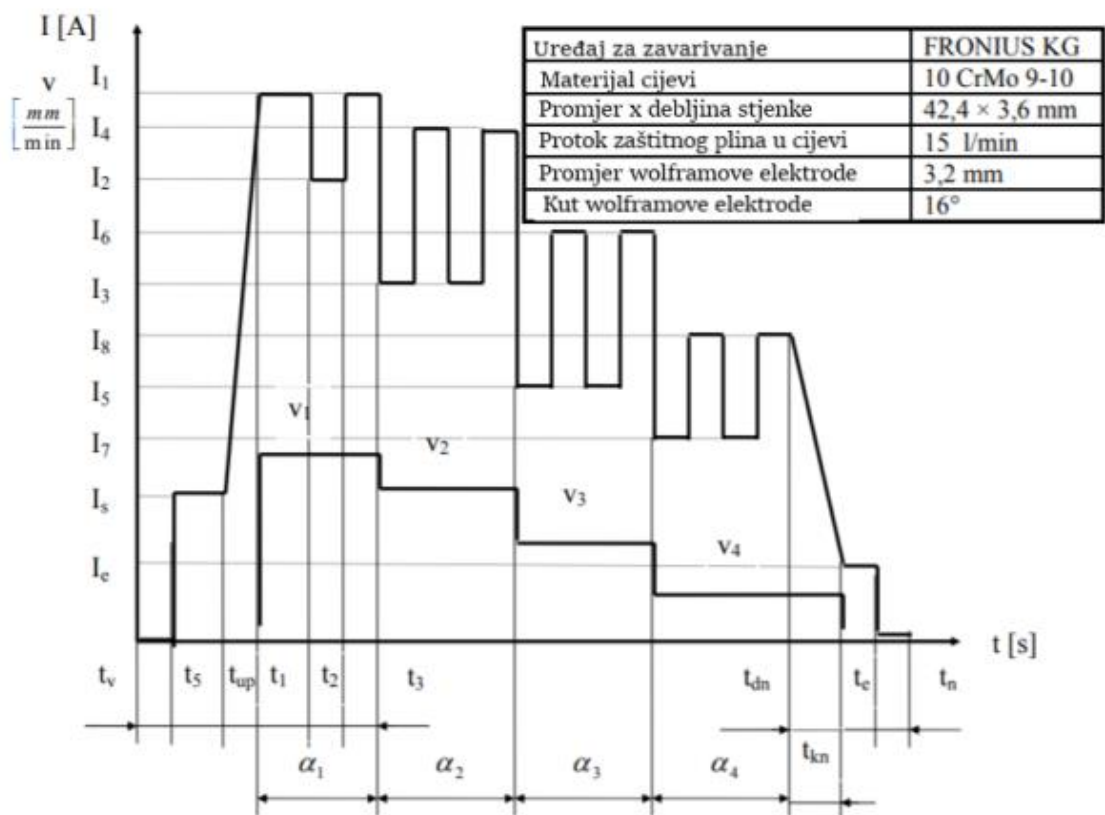 I [A]
v
[mm/min]
I₁
I₄
I₂
I₆
I₃
I₈
I₅
I₇
Iₛ
Iₑ
Uređaj za zavarivanje FRONIUS KG
Materijal cijevi 10 CrMo 9-10
Promjer x debljina stjenke 42,4 × 3,6 mm
Protok zaštitnog plina u cijevi 15 l/min
Promjer wolframove elektrode 3,2 mm
Kut wolframove elektrode 16°
v₁
v₂
v₃
v₄
t [s]
tᵥ t₅ tᵤₚ t₁ t₂ t₃ t_dn tₑ tₙ
t_kn
α₁ α₂ α₃ α₄